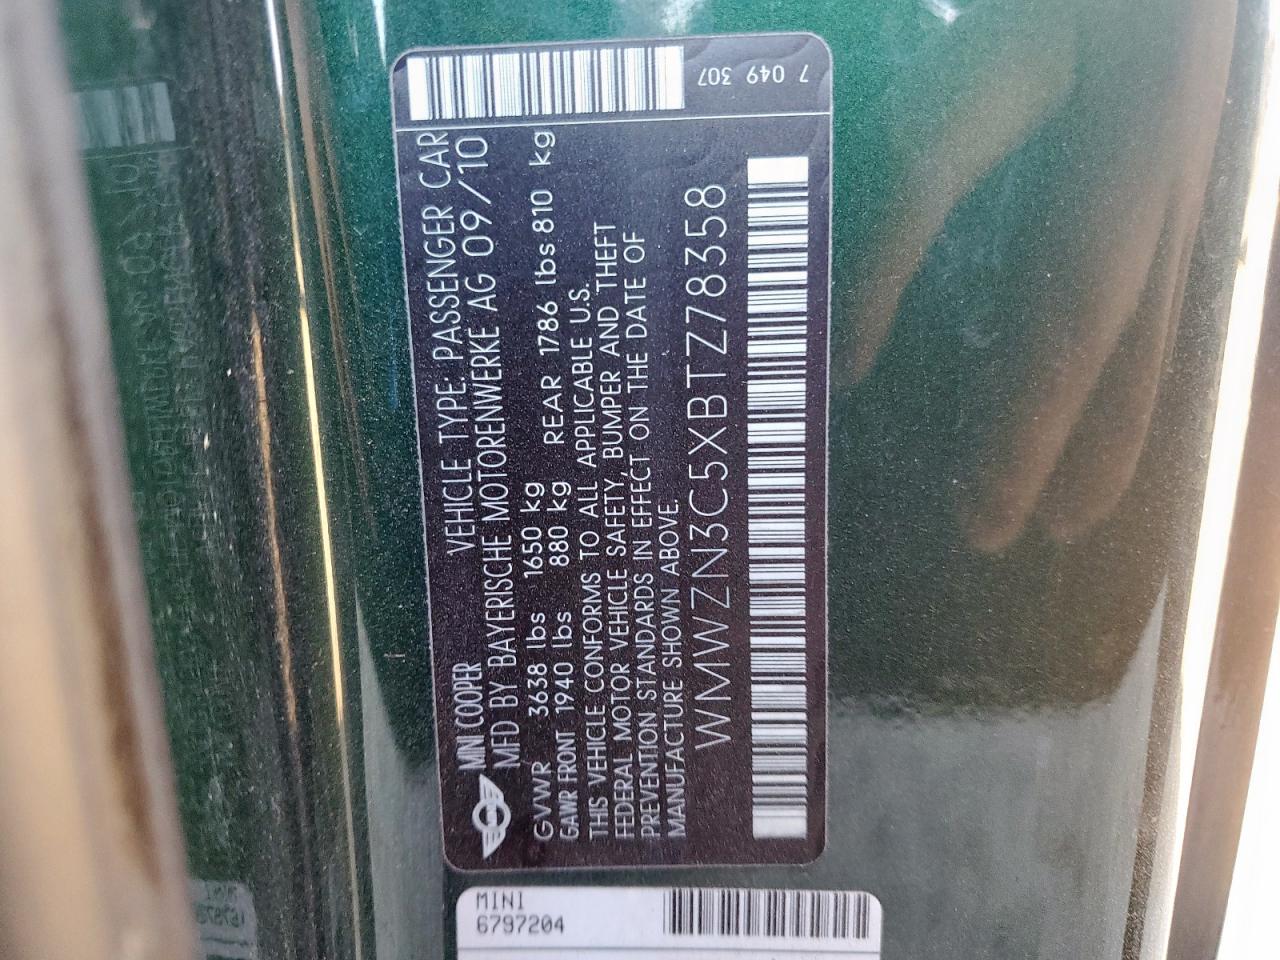 MINI COOPER VEHICLE TYPE: PASSENGER CAR
MFD BY BAYERISCHE MOTORENWERKE AG 09/10
GVWR 3638 lbs 1650 kg
GAWR FRONT 1940 lbs 880 kg REAR 1786 lbs 810 kg
THIS VEHICLE CONFORMS TO ALL APPLICABLE U.S.
FEDERAL MOTOR VEHICLE SAFETY, BUMPER AND THEFT
PREVENTION STANDARDS IN EFFECT ON THE DATE OF
MANUFACTURE SHOWN ABOVE.
WMWZN3C5XBTZ78358
7 049 307
MINI
6797204